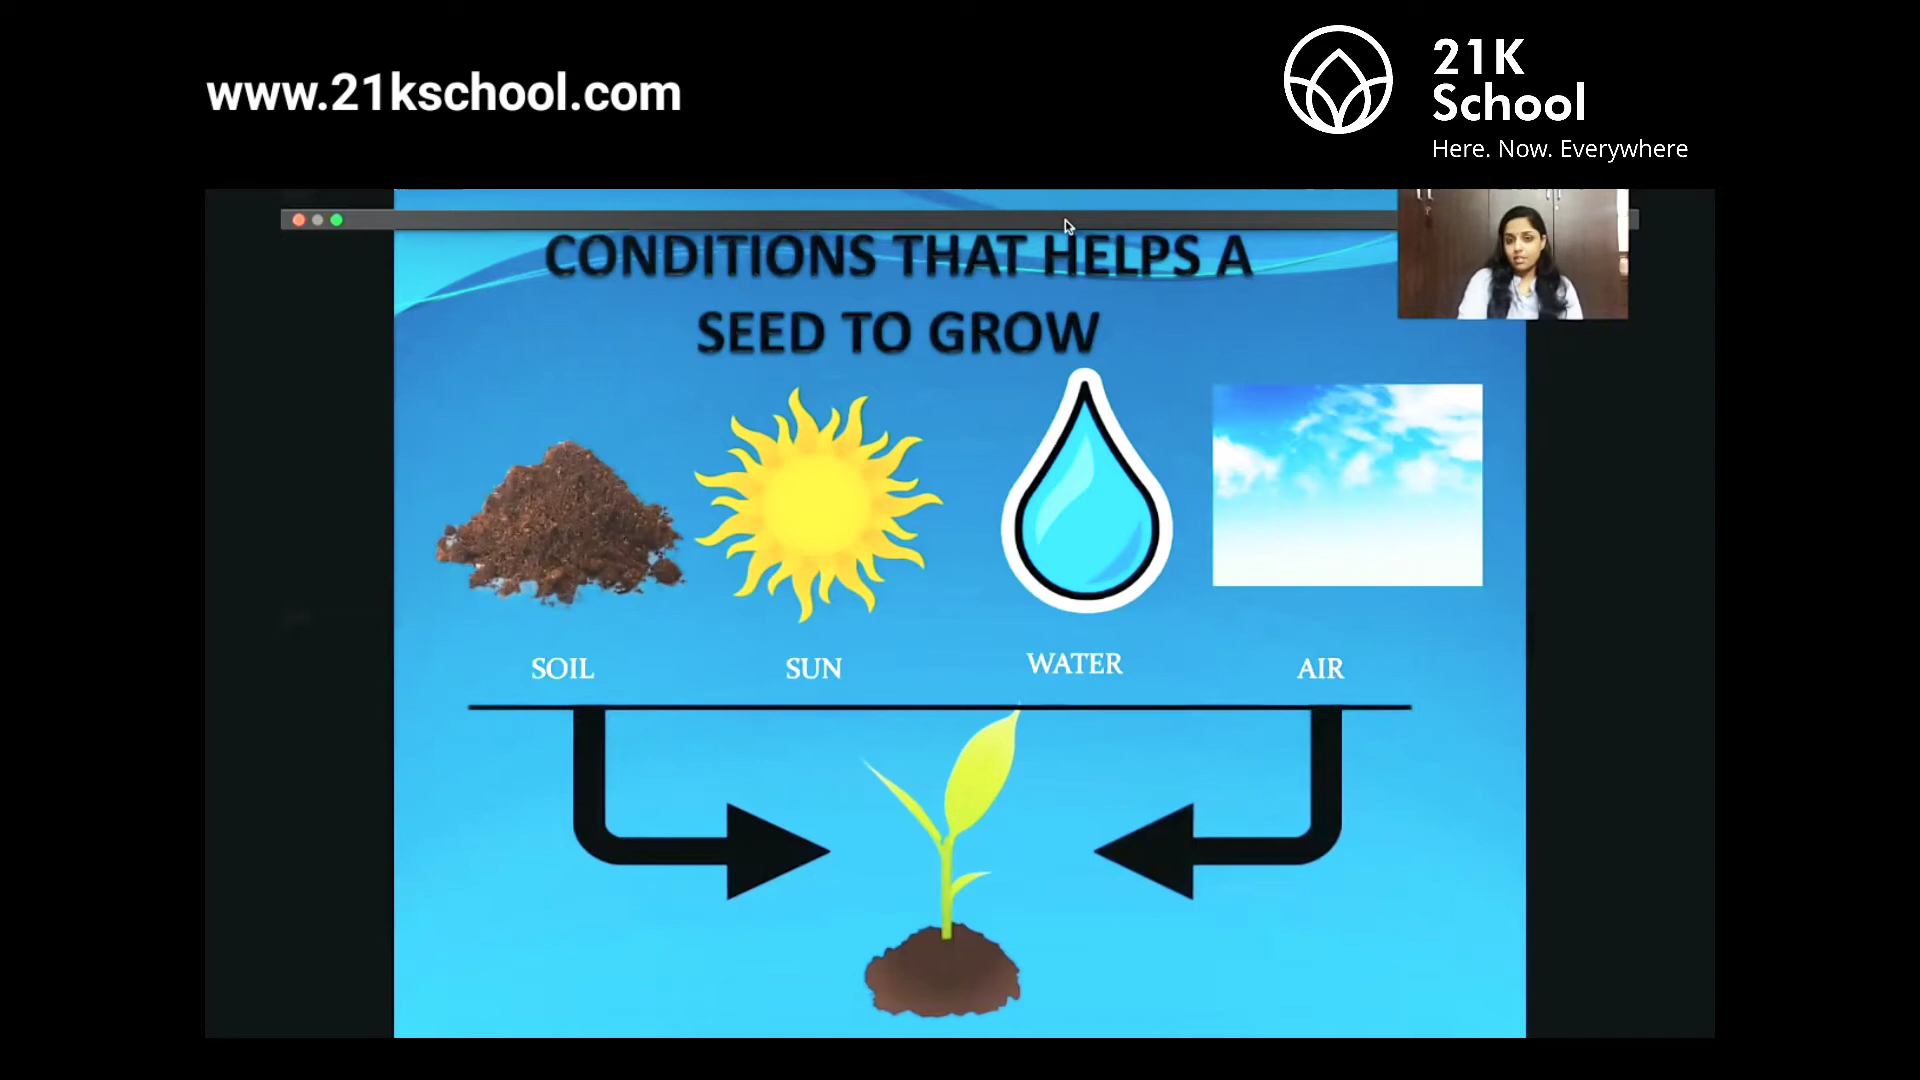 www.21kschool.com
21K
School
Here. Now. Everywhere
CONDITIONS THAT HELPS A
SEED TO GROW
SOIL
SUN
WATER
AIR